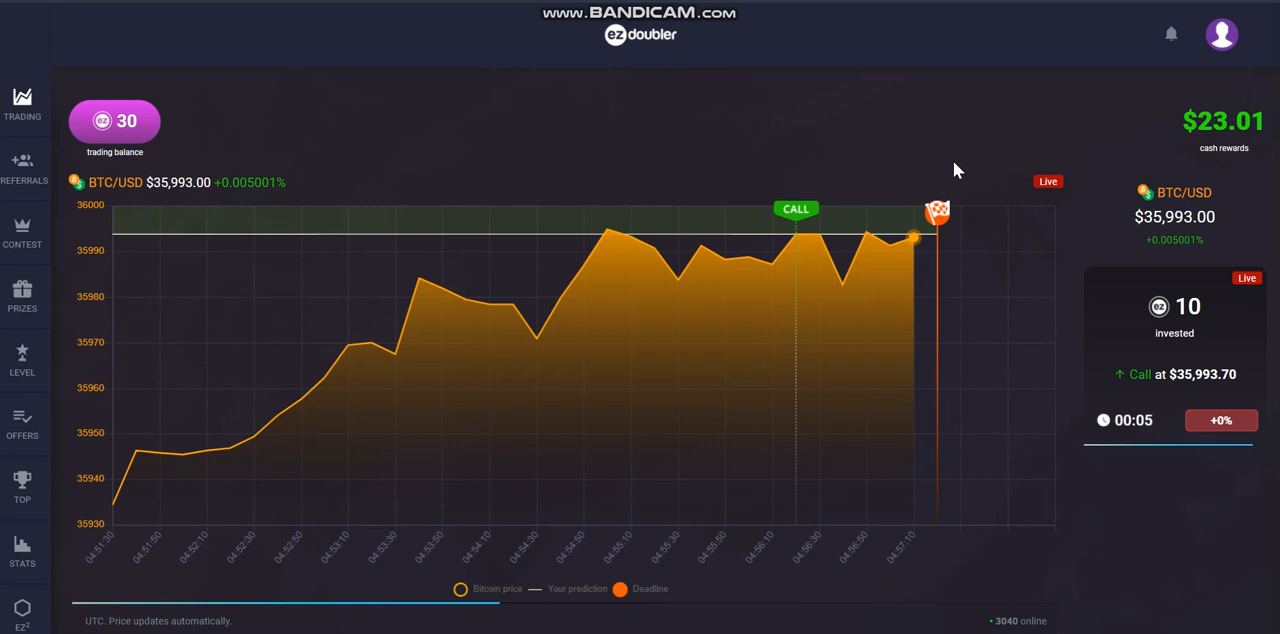 www.BANDICAM.com
ez doubler
TRADING
REFERRALS
CONTEST
PRIZES
LEVEL
OFFERS
TOP
STATS
EZ²
ez 30
trading balance
$23.01
cash rewards
BTC/USD $35,993.00 +0.005001%
Live
36000
35990
35980
35970
35960
35950
35940
35930
CALL
04:51:30
04:51:50
04:52:10
04:52:30
04:52:50
04:53:10
04:53:30
04:53:50
04:54:10
04:54:30
04:54:50
04:55:10
04:55:30
04:55:50
04:56:10
04:56:30
04:56:50
04:57:10
Bitcoin price
Your prediction
Deadline
UTC. Price updates automatically.
3040 online
BTC/USD
$35,993.00
+0.005001%
Live
ez 10
invested
Call at $35,993.70
00:05
+0%